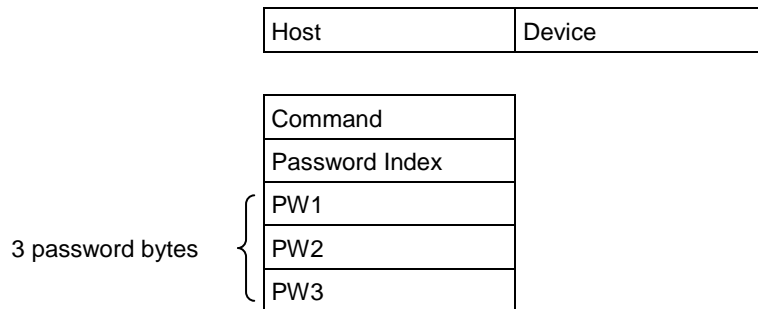 Host Device
Command
Password Index
PW1
3 password bytes PW2
PW3